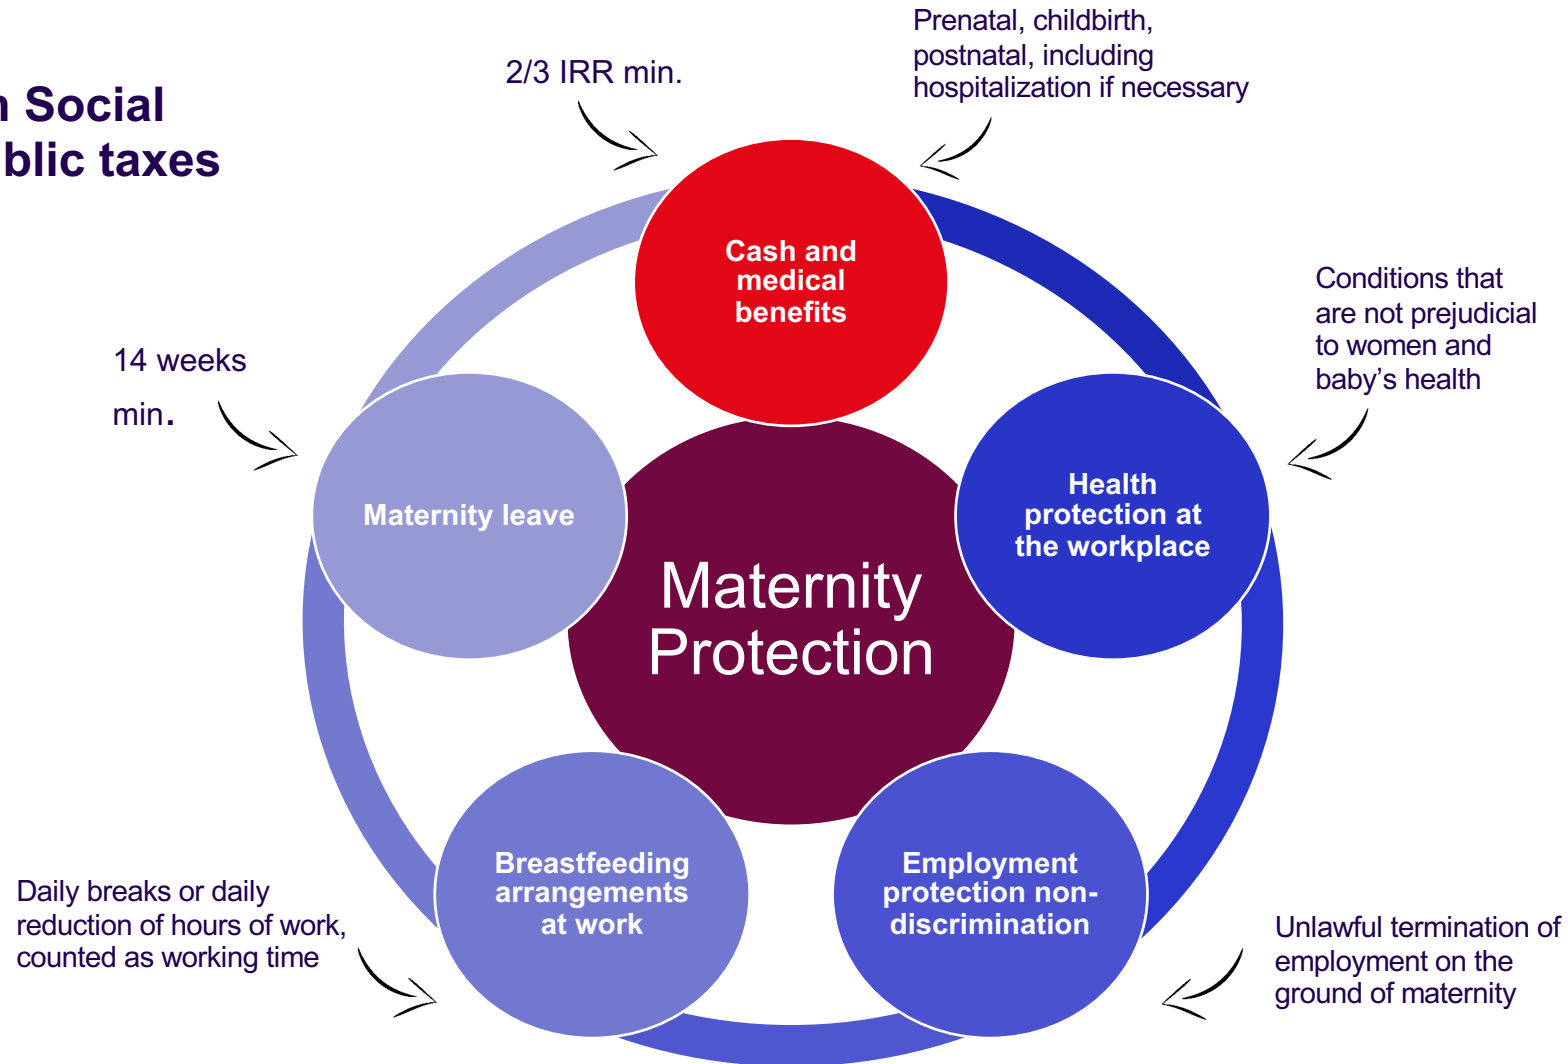 Social
blic taxes
2/3 IRR min.
Prenatal, childbirth,
postnatal, including
hospitalization if necessary
Cash and
medical
benefits
Conditions that
are not prejudicial
to women and
baby’s health
14 weeks
min.
Health
protection at
the workplace
Maternity leave
Maternity
Protection
Breastfeeding
arrangements
at work
Employment
protection non-
discrimination
Daily breaks or daily
reduction of hours of work,
counted as working time
Unlawful termination of
employment on the
ground of maternity